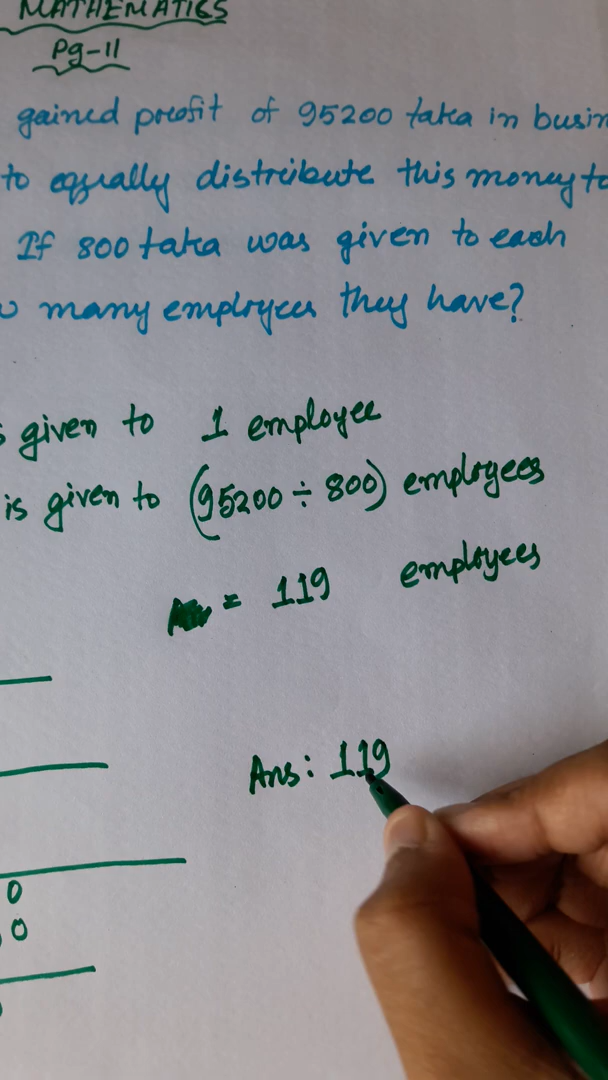 MATHEMATICS
Pg-11
gained profit of 95200 taka in busin
to equally distribute this money to
If 800 taka was given to each
many employees they have?
given to 1 employee
is given to (95200 ÷ 800) employees
= 119 employees
Ans: 119
0
0